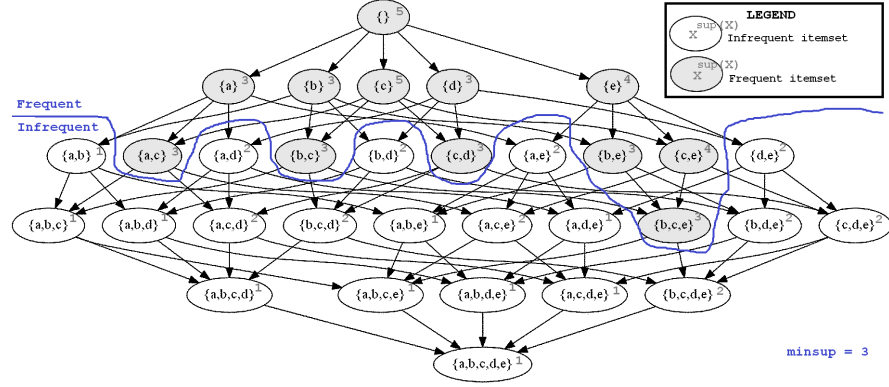 {} 5
LEGEND
X sup(X) Infrequent itemset
X sup(X) Frequent itemset
{a} 3 {b} 3 {c} 5 {d} 3 {e} 4
Frequent
Infrequent
{a,b} 1 {a,c} 3 {a,d} 2 {b,c} 3 {b,d} 2 {c,d} 3 {a,e} 2 {b,e} 3 {c,e} 4 {d,e} 2
{a,b,c} 1 {a,b,d} 1 {a,c,d} 2 {b,c,d} 2 {a,b,e} 1 {a,c,e} 2 {a,d,e} 1 {b,c,e} 3 {b,d,e} 2 {c,d,e} 2
{a,b,c,d} 1 {a,b,c,e} 1 {a,b,d,e} 1 {a,c,d,e} 1 {b,c,d,e} 2
minsup = 3
{a,b,c,d,e} 1